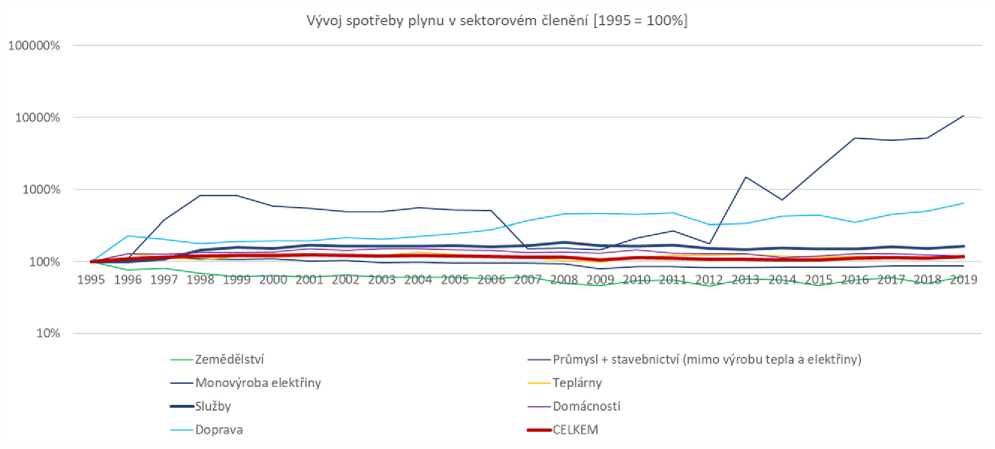 Vývoj spotřeby plynu v sektorovém členění [1995 = 100%]
100000%
10000%
1000%
100%
10%
1995 1996 1997 1998 1999 2000 2001 2002 2003 2004 2005 2006 2007 2008 2009 2010 2011 2012 2013 2014 2015 2016 2017 2018 2019
Zemědělství
Průmysl + stavebnictví (mimo výrobu tepla a elektřiny)
Monovýroba elektřiny
Teplárny
Služby
Domácnosti
Doprava
CELKEM